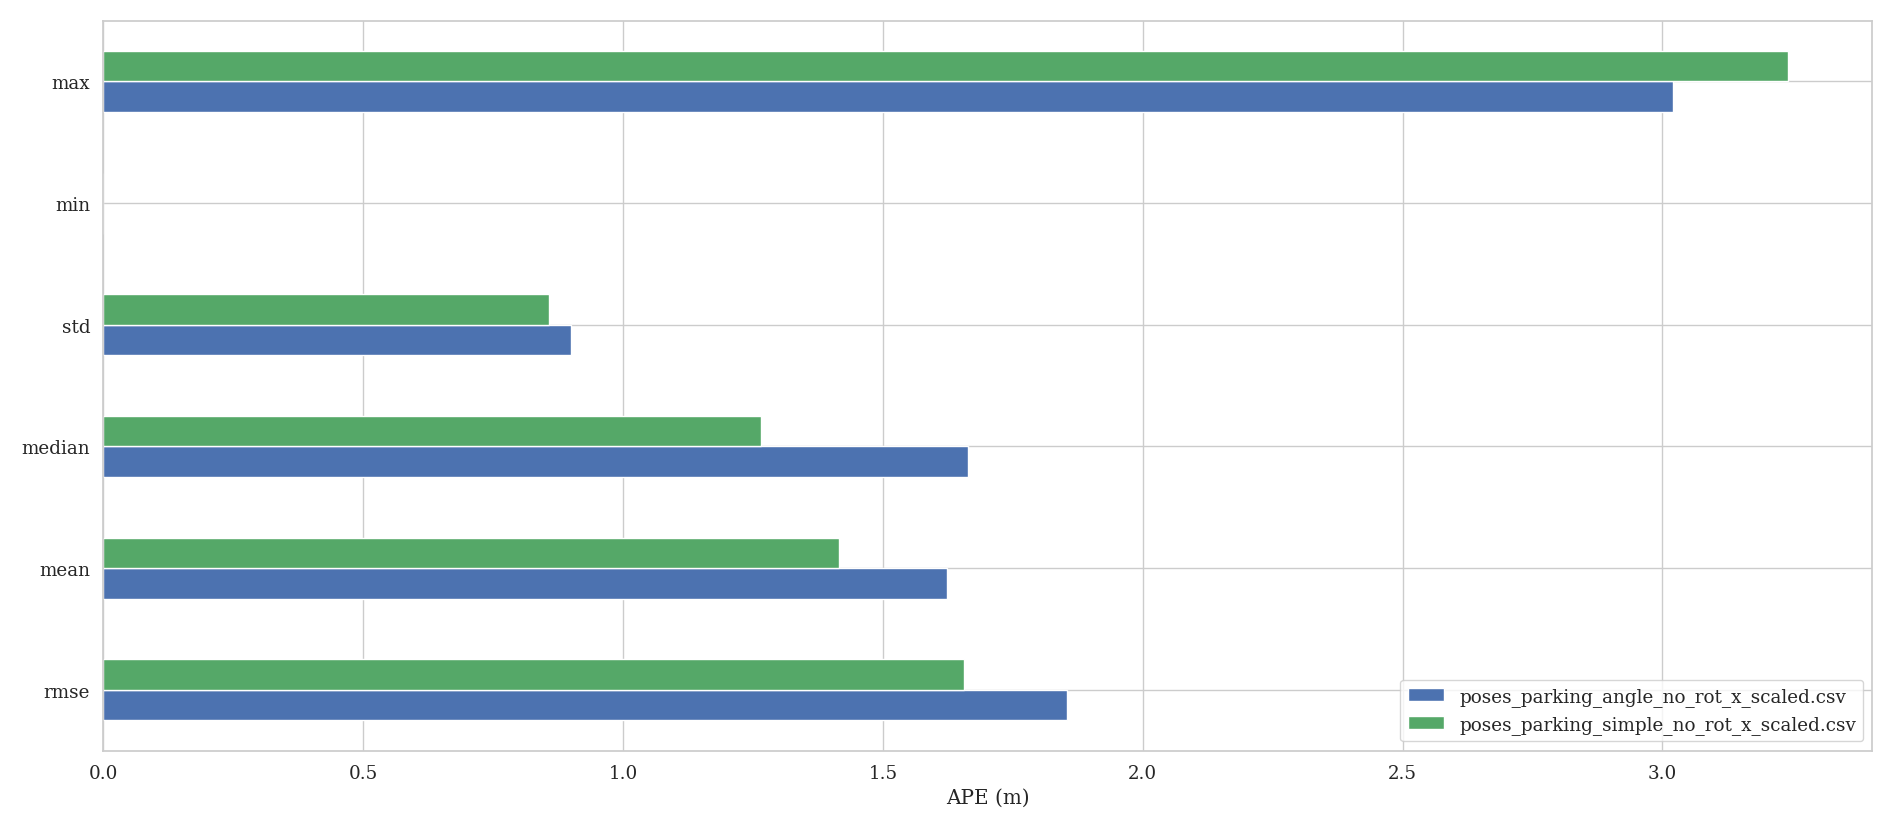 max
min
std
median
mean
rmse
poses_parking_angle_no_rot_x_scaled.csv
poses_parking_simple_no_rot_x_scaled.csv
0.0 0.5 1.0 1.5 2.0 2.5 3.0
APE (m)